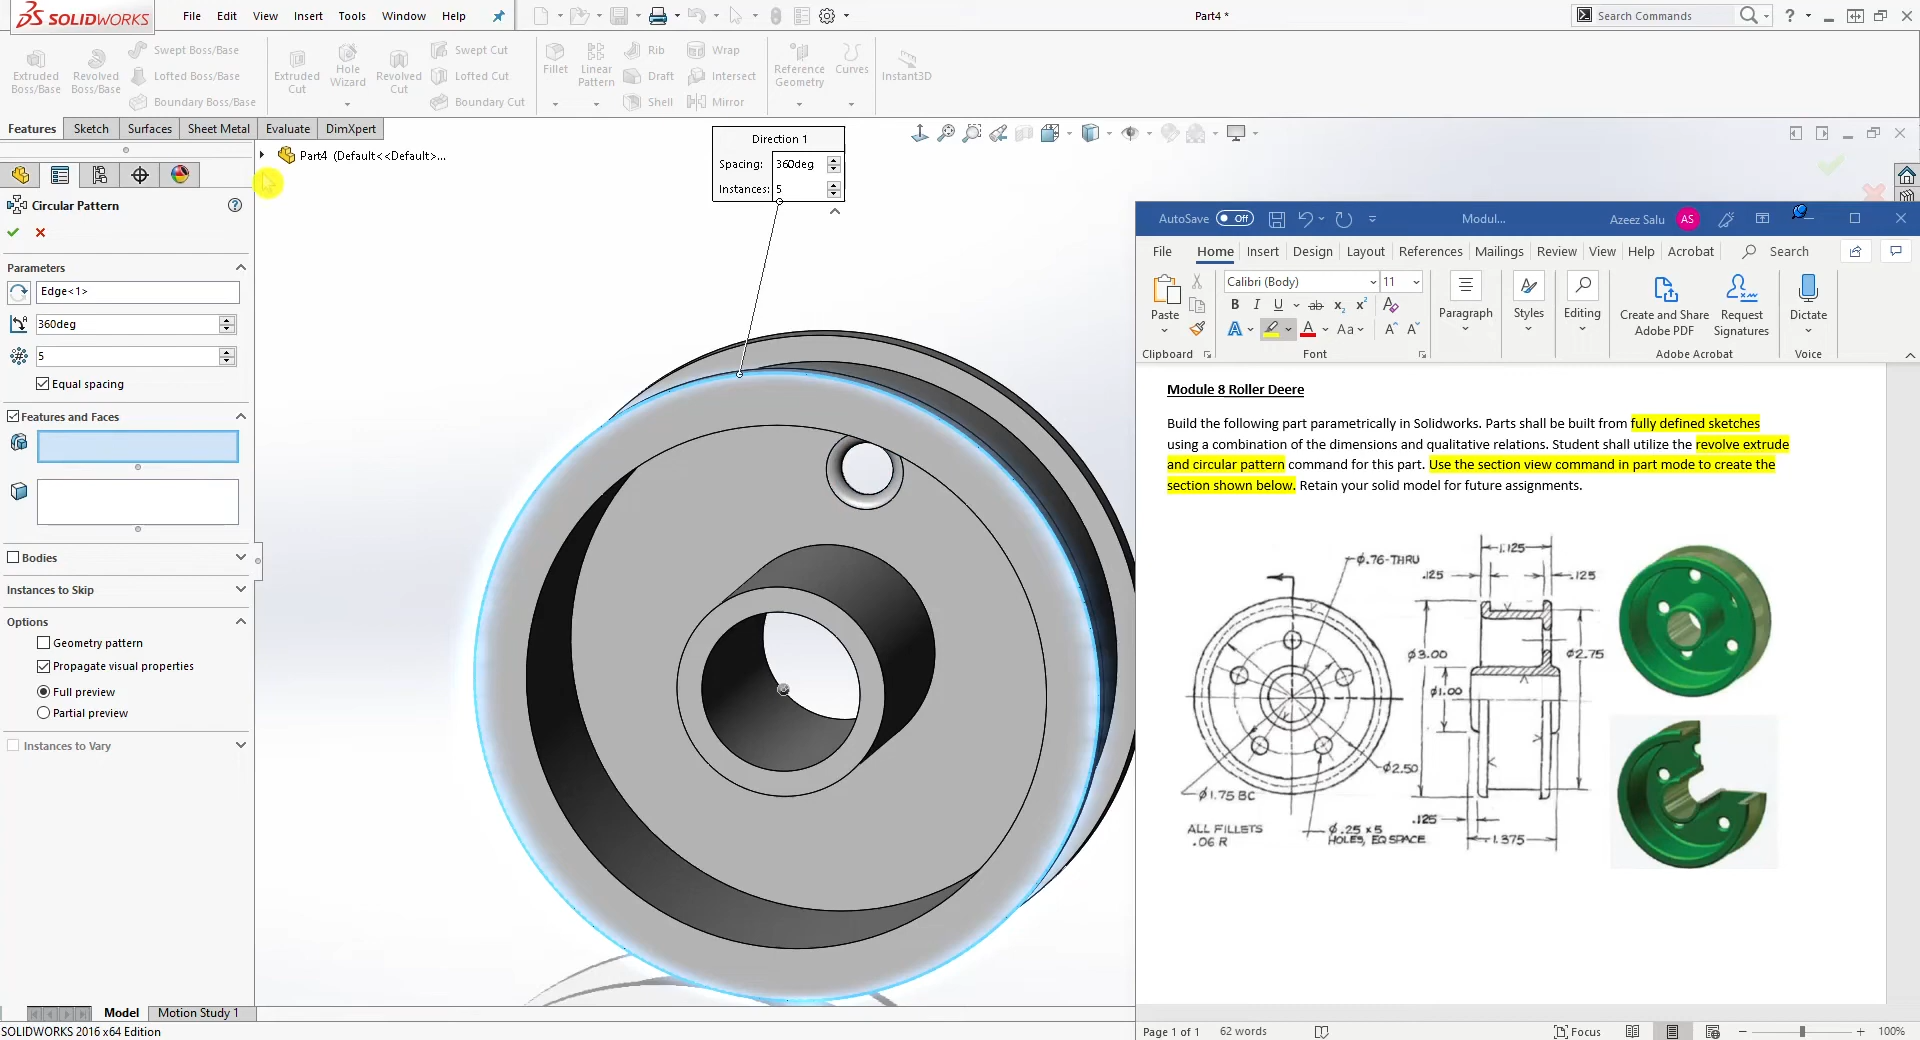 SOLIDWORKS
File Edit View Insert Tools Window Help
Part4 *
Search Commands
Extruded Boss/Base
Revolved Boss/Base
Swept Boss/Base
Lofted Boss/Base
Boundary Boss/Base
Extruded Cut
Hole Wizard
Revolved Cut
Swept Cut
Lofted Cut
Boundary Cut
Fillet
Linear Pattern
Rib
Draft
Shell
Wrap
Intersect
Mirror
Reference Geometry
Curves
Instant3D
Features Sketch Surfaces Sheet Metal Evaluate DimXpert
Part4 (Default<<Default>...
Circular Pattern
Parameters
Edge<1>
360deg
5
Equal spacing
Features and Faces
Bodies
Instances to Skip
Options
Geometry pattern
Propagate visual properties
Full preview
Partial preview
Instances to Vary
Direction 1
Spacing: 360deg
Instances: 5
AutoSave Off
Modul...
Azeez Salu AS
File Home Insert Design Layout References Mailings Review View Help Acrobat Search
Paste
Clipboard
Calibri (Body) 11
B I U ab x2 x2 A
A A Aa A A
Font
Paragraph
Styles
Editing
Create and Share Adobe PDF
Request Signatures
Adobe Acrobat
Dictate
Voice
Module 8 Roller Deere
Build the following part parametrically in Solidworks. Parts shall be built from fully defined sketches
using a combination of the dimensions and qualitative relations. Student shall utilize the revolve extrude
and circular pattern command for this part. Use the section view command in part mode to create the
section shown below. Retain your solid model for future assignments.
1.125
Ø.76-THRU
.125
.125
Ø3.00
Ø2.75
Ø1.00
Ø2.50
Ø1.75 BC
.125
1.375
ALL FILLETS
.06 R
Ø.25 x 5
HOLES, EQ SPACE
Model Motion Study 1
SOLIDWORKS 2016 x64 Edition
Page 1 of 1 62 words
Focus
100%